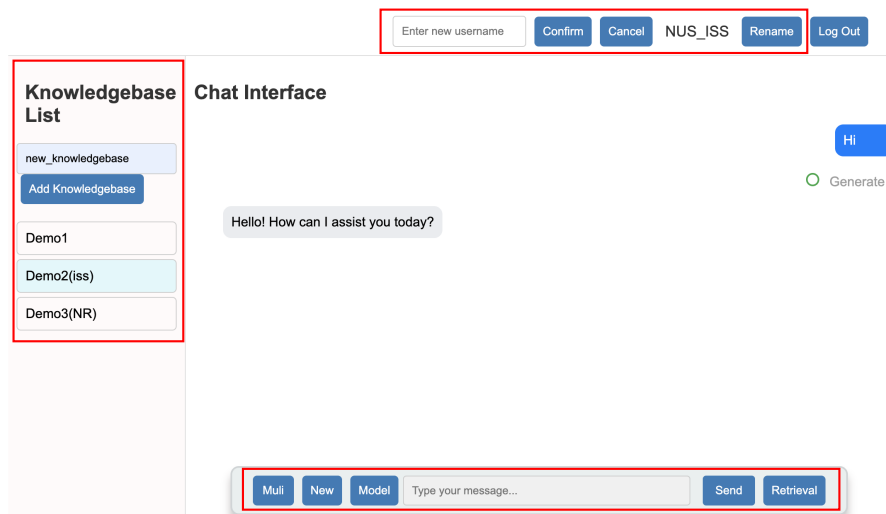 Enter new username Confirm Cancel NUS_ISS Rename Log Out
Knowledgebase
List
new_knowledgebase
Add Knowledgebase
Demo1
Demo2(iss)
Demo3(NR)
Chat Interface
Hi
Generate
Hello! How can I assist you today?
Muli New Model Type your message... Send Retrieval